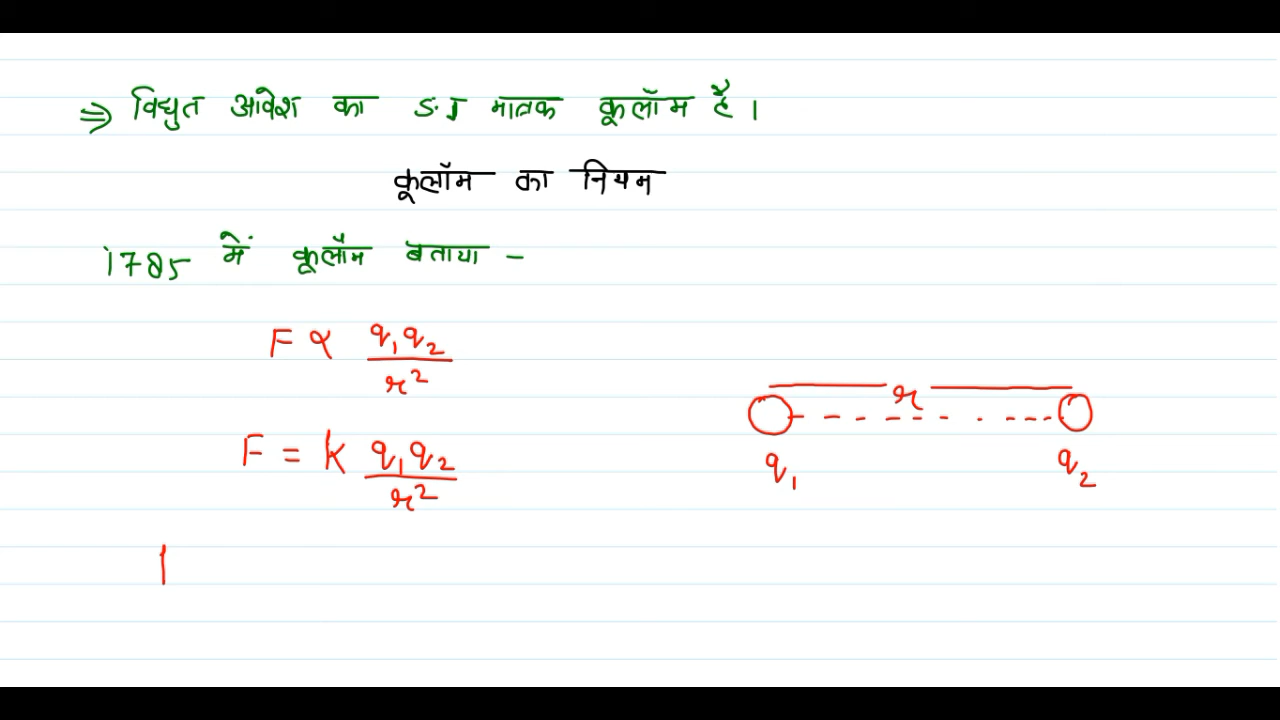 ⇒ विद्युत आवेश का S.I मात्रक कूलॉम है।
कूलॉम का नियम
1785 में कूलॉम बताया -
F ∝ q₁q₂/r²
r
F = k q₁q₂/r²
q₁ q₂